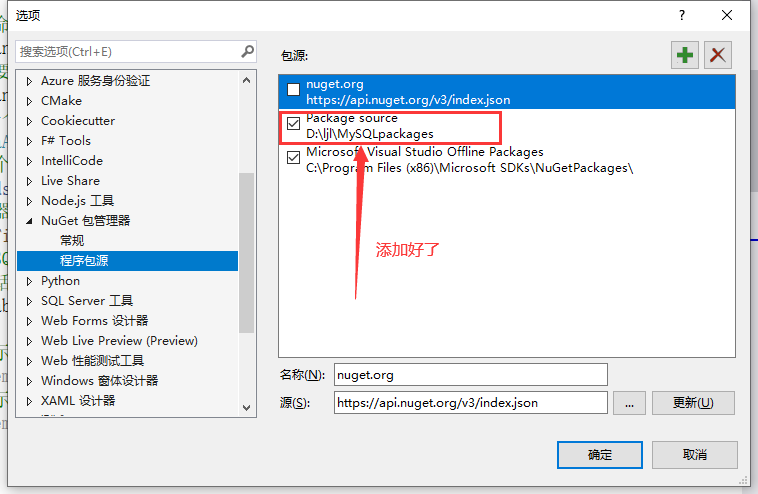 选项
?
搜索选项(Ctrl+E)
Azure 服务身份验证
CMake
Cookiecutter
F# Tools
IntelliCode
Live Share
Node.js 工具
NuGet 包管理器
常规
程序包源
Python
SQL Server 工具
Web Forms 设计器
Web Live Preview (Preview)
Web 性能测试工具
Windows 窗体设计器
XAML 设计器
包源:
nuget.org
https://api.nuget.org/v3/index.json
Package source
D:\ljl\MySQLpackages
Microsoft Visual Studio Offline Packages
C:\Program Files (x86)\Microsoft SDKs\NuGetPackages\
添加好了
名称(N):
nuget.org
源(S):
https://api.nuget.org/v3/index.json
...
更新(U)
确定
取消